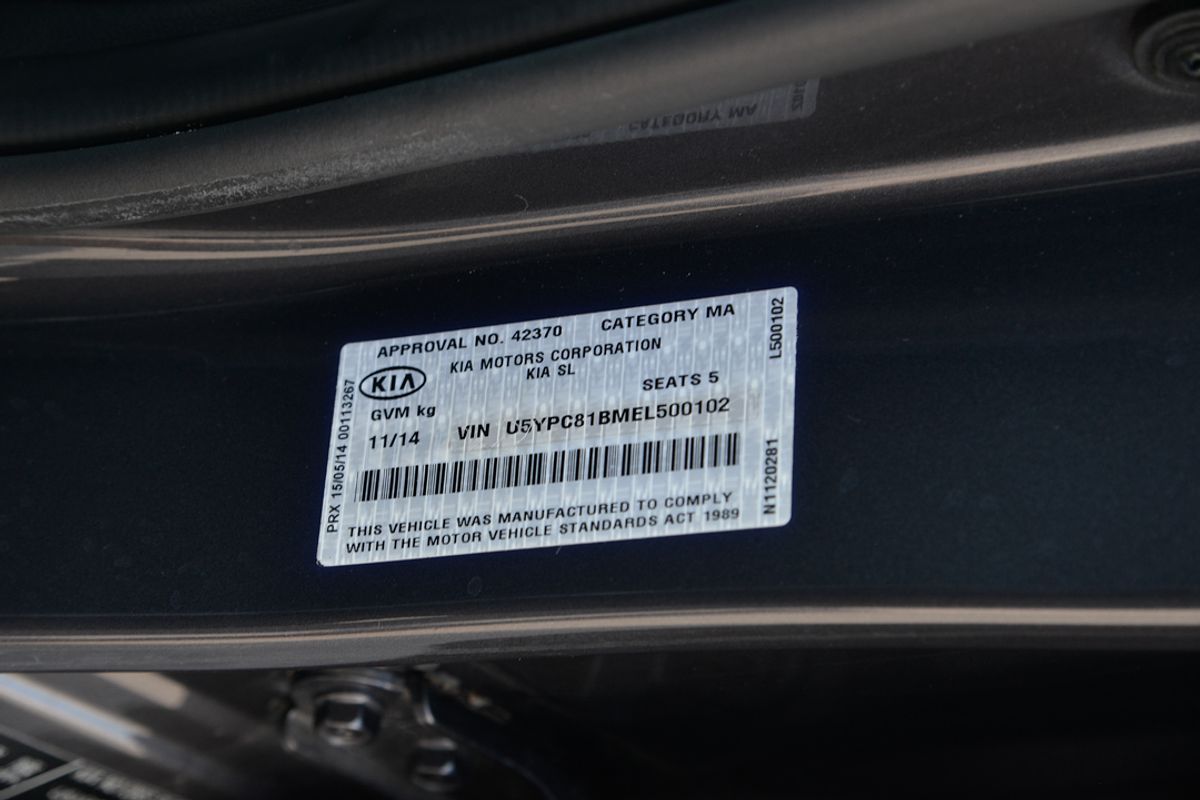 APPROVAL NO. 42370 CATEGORY MA
KIA MOTORS CORPORATION
KIA SL
KIA
SEATS 5
GVM kg
11/14 VIN U5YPC81BMEL500102
THIS VEHICLE WAS MANUFACTURED TO COMPLY
WITH THE MOTOR VEHICLE STANDARDS ACT 1989
PRX 15/05/14 00113267
N1120281
L500102